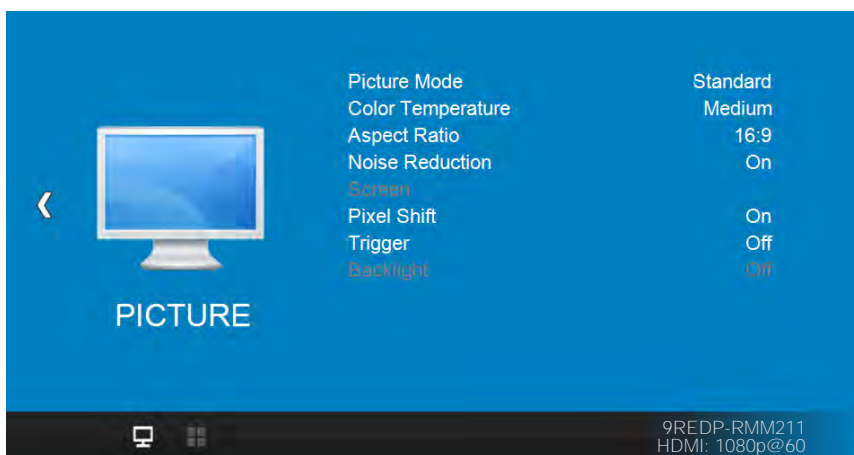 Picture Mode Standard
Color Temperature Medium
Aspect Ratio 16:9
Noise Reduction On
Screen
Pixel Shift On
Trigger Off
Backlight Off
PICTURE
9REDP-RMM211
HDMI: 1080p@60